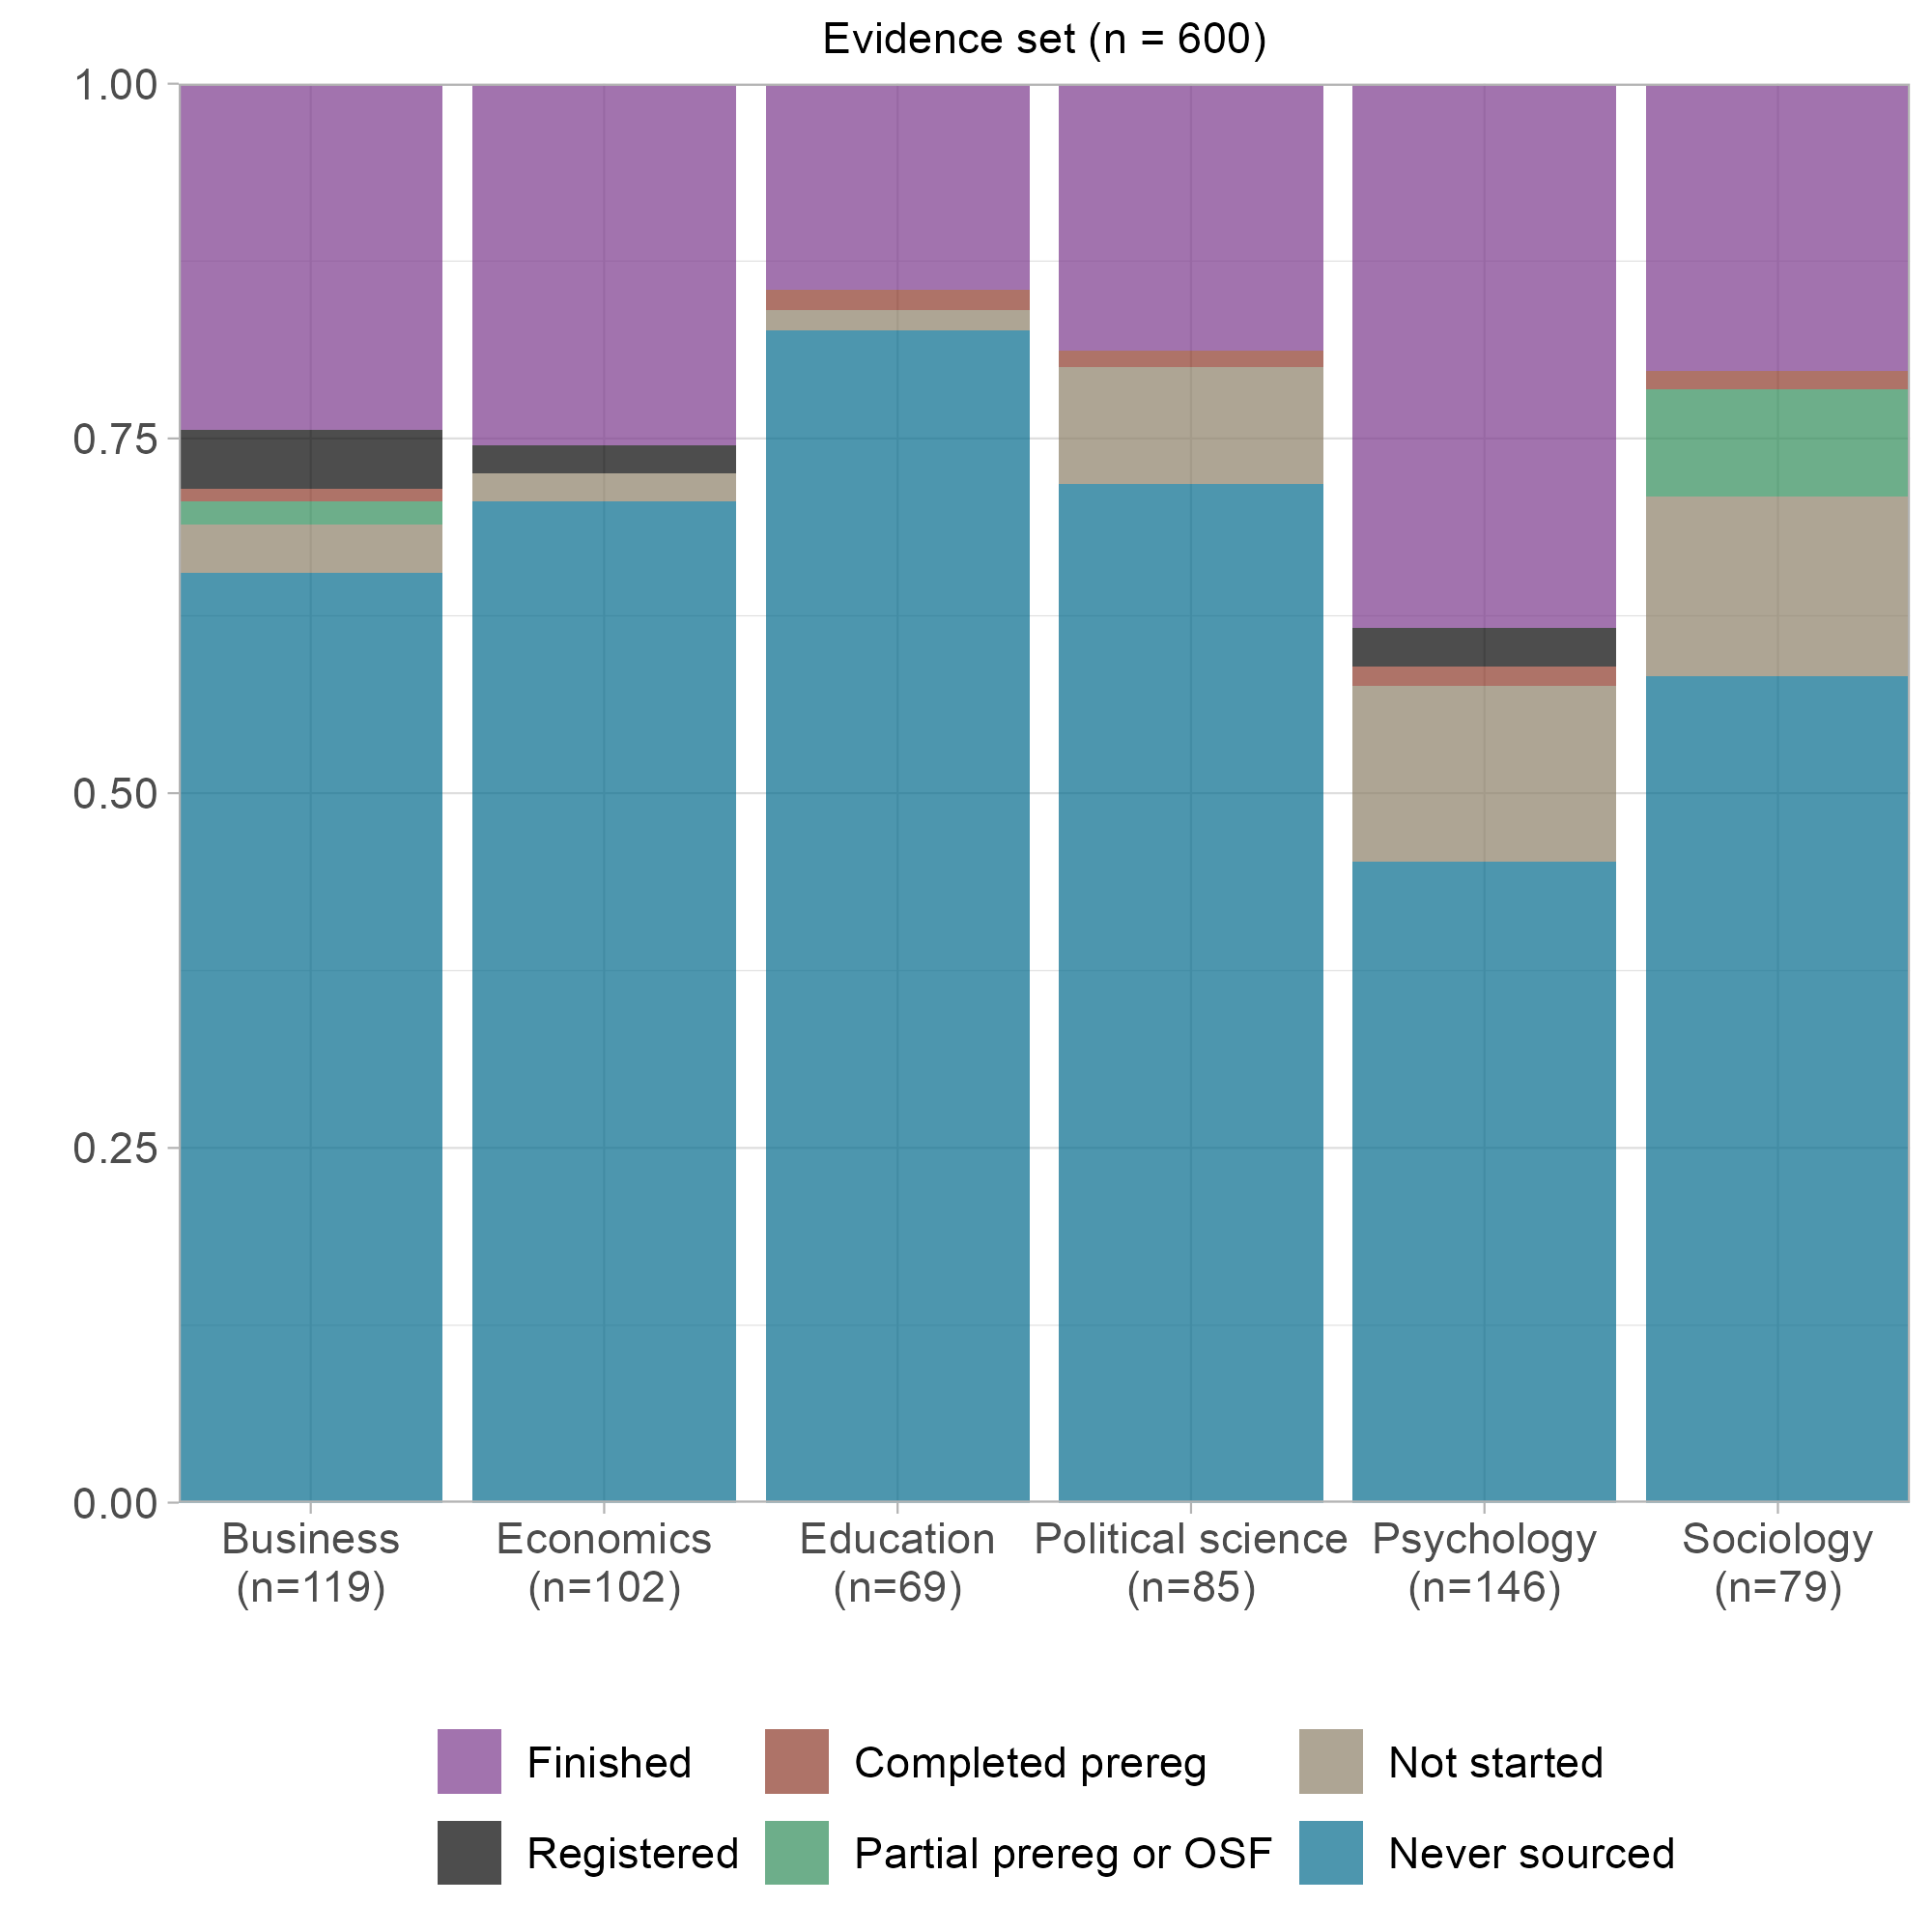 Evidence set (n = 600)
1.00
0.75
0.50
0.25
0.00
Business Economics Education Political science Psychology Sociology
(n=119) (n=102) (n=69) (n=85) (n=146) (n=79)
Finished Completed prereg Not started
Registered Partial prereg or OSF Never sourced